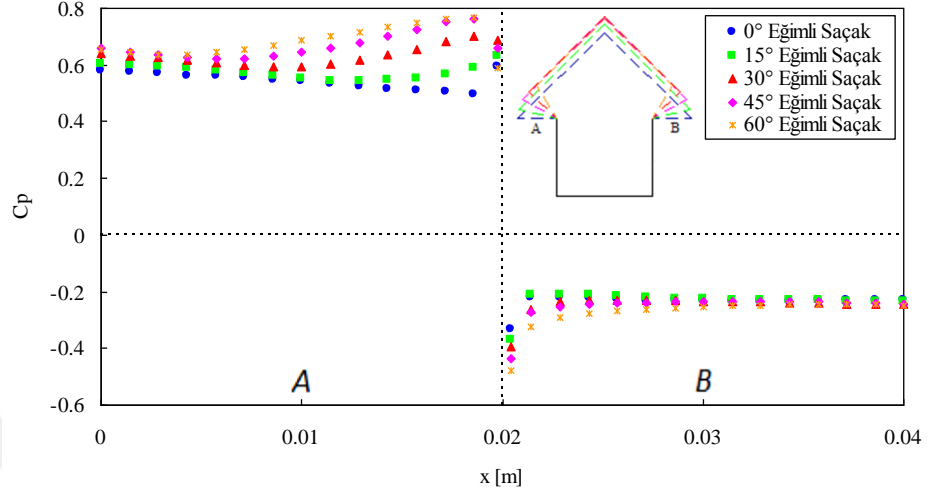 0.8
0.6
0.4
0.2
0
-0.2
-0.4
-0.6
Cp
0° Eğimli Saçak
15° Eğimli Saçak
30° Eğimli Saçak
45° Eğimli Saçak
60° Eğimli Saçak
A
B
A
B
0
0.01
0.02
0.03
0.04
x [m]